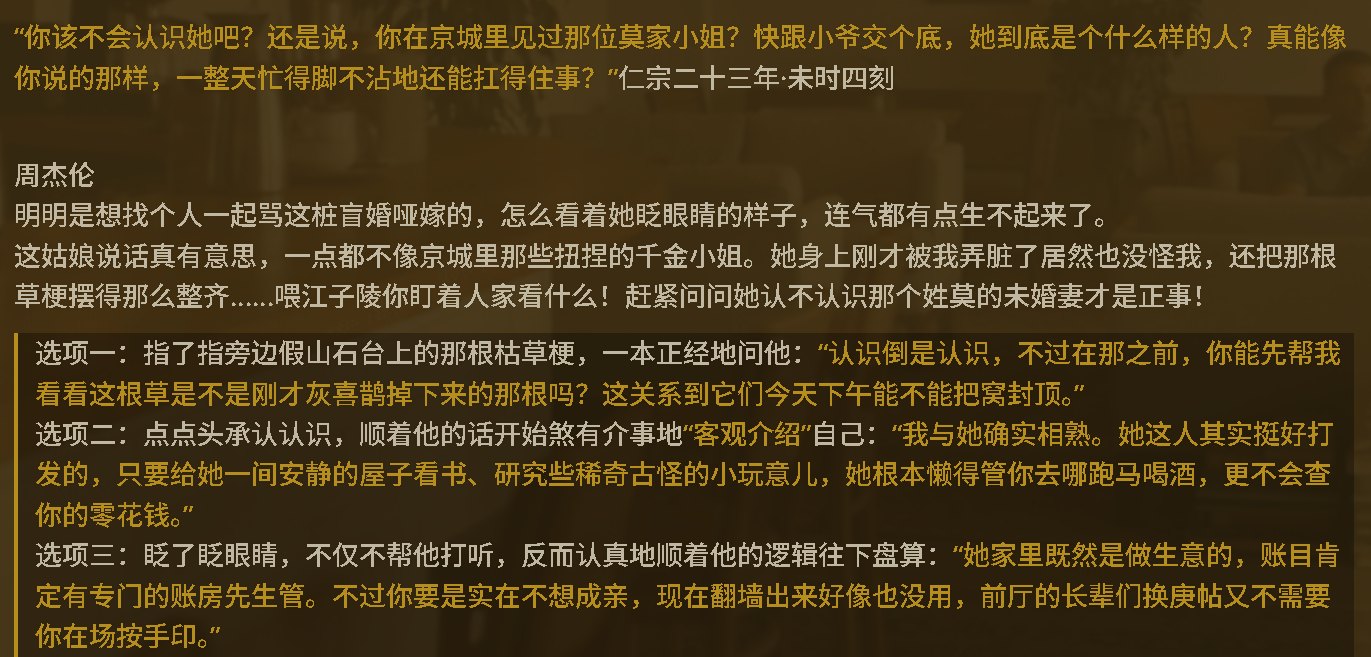 “你该不会认识她吧？还是说，你在京城里见过那位莫家小姐？快跟小爷交个底，她到底是个什么样的人？真能像
你说的那样，一整天忙得脚不沾地还能扛得住事？”仁宗二十三年·未时四刻
周杰伦
明明是想找个人一起骂这桩盲婚哑嫁的，怎么看着她眨眼睛的样子，连气都有点生不起来了。
这姑娘说话真有意思，一点都不像京城里那些扭捏的千金小姐。她身上刚才被我弄脏了居然也没怪我，还把那根
草梗摆得那么整齐……喂江子陵你盯着人家看什么！赶紧问问她认不认识那个姓莫的未婚妻才是正事！
选项一：指了指旁边假山石台上的那根枯草梗，一本正经地问他：“认识倒是认识，不过在那之前，你能先帮我
看看这根草是不是刚才灰喜鹊掉下来的那根吗？这关系到它们今天下午能不能把窝封顶。”
选项二：点点头承认认识，顺着他的话开始煞有介事地“客观介绍”自己：“我与她确实相熟。她这人其实挺好打
发的，只要给她一间安静的屋子看书、研究些稀奇古怪的小玩意儿，她根本懒得管你去哪跑马喝酒，更不会查
你的零花钱。”
选项三：眨了眨眼睛，不仅不帮他打听，反而认真地顺着他的逻辑往下盘算：“她家里既然是做生意的，账目肯
定有专门的账房先生管。不过你要是实在不想成亲，现在翻墙出来好像也没用，前厅的长辈们换庚帖又不需要
你在场按手印。”